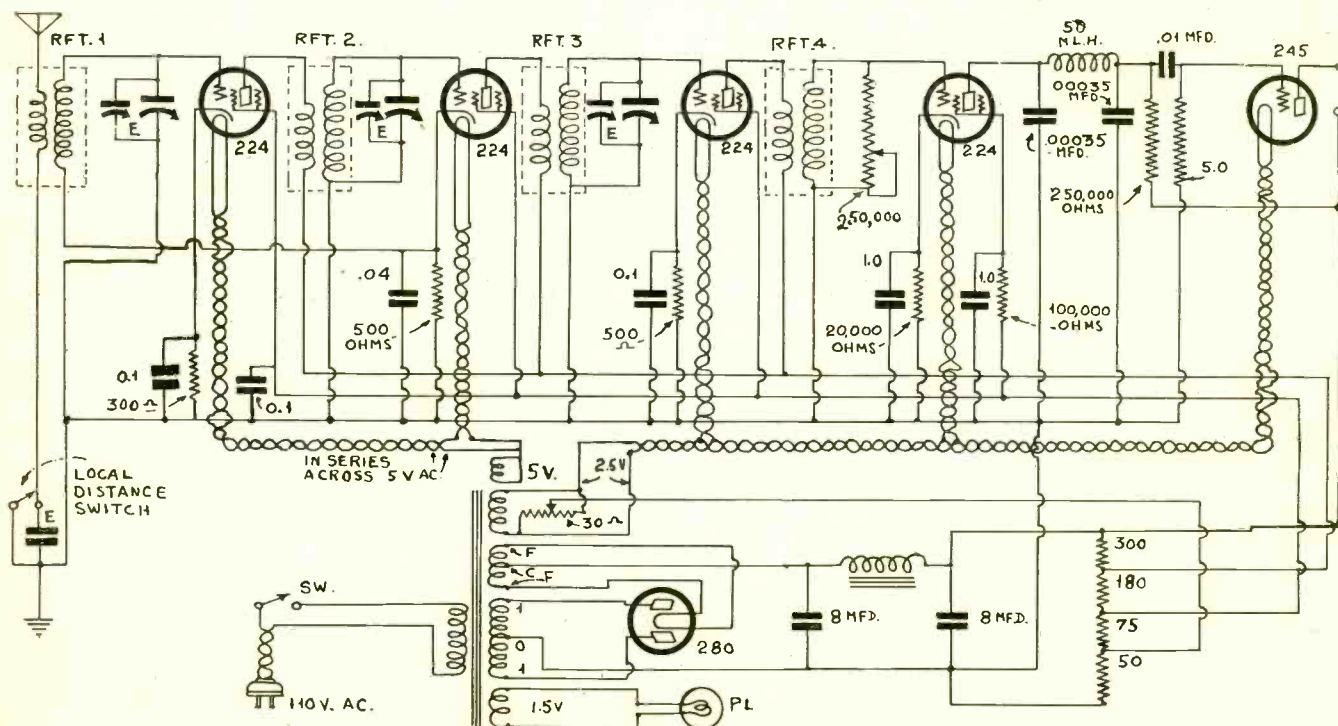 RFT. 1
RFT. 2.
RFT. 3
RFT. 4
50
M.L.H.
.01 MFD.
245
E
E
E
224
224
224
224
.00035
MFD
.00035
MFD.
250,000
OHMS
5.0
250,000
.04
500
OHMS
0.1
500
Ω
1.0
20,000
OHMS
1.0
100,000
OHMS
0.1
300 Ω
0.1
IN SERIES
ACROSS 5V AC.
5V.
2.5V
30 Ω
LOCAL
DISTANCE
SWITCH
E
F
C
F
SW.
1
0
1
280
8 MFD.
8 MFD.
300
180
75
50
110V. AC.
1.5V
PL